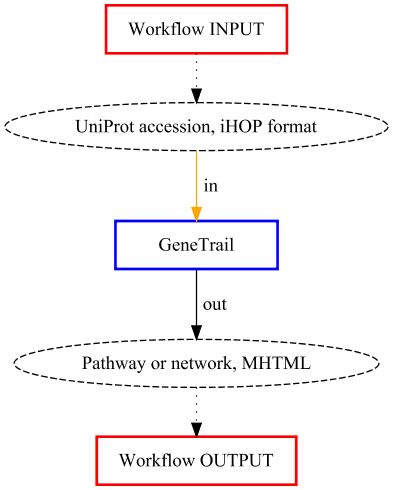 Workflow INPUT
UniProt accession, iHOP format
in
GeneTrail
out
Pathway or network, MHTML
Workflow OUTPUT